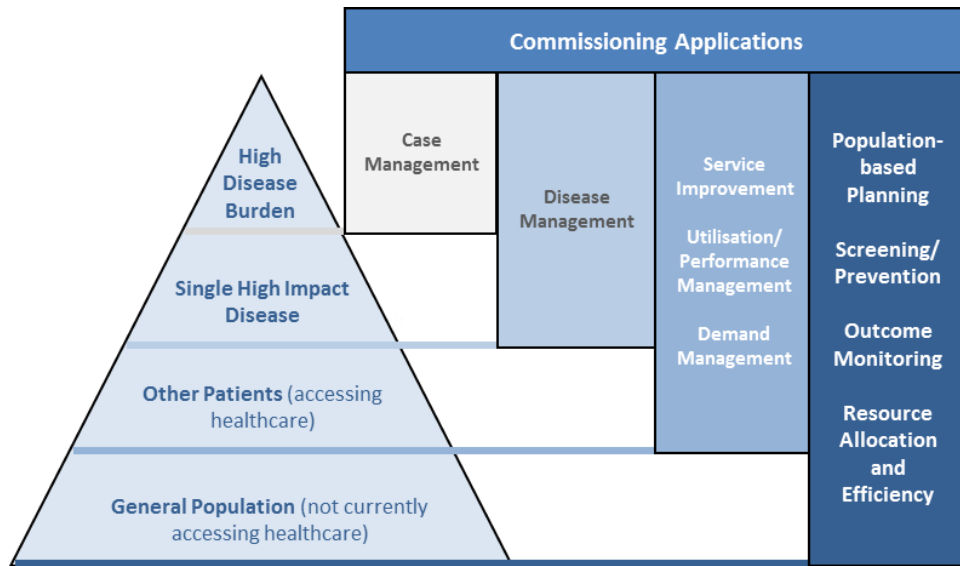 Commissioning Applications
High
Disease
Burden
Single High Impact
Disease
Other Patients (accessing
healthcare)
General Population (not currently
accessing healthcare)
Case
Management
Disease
Management
Service
Improvement
Utilisation/
Performance
Management
Demand
Management
Population-
based
Planning
Screening/
Prevention
Outcome
Monitoring
Resource
Allocation
and
Efficiency